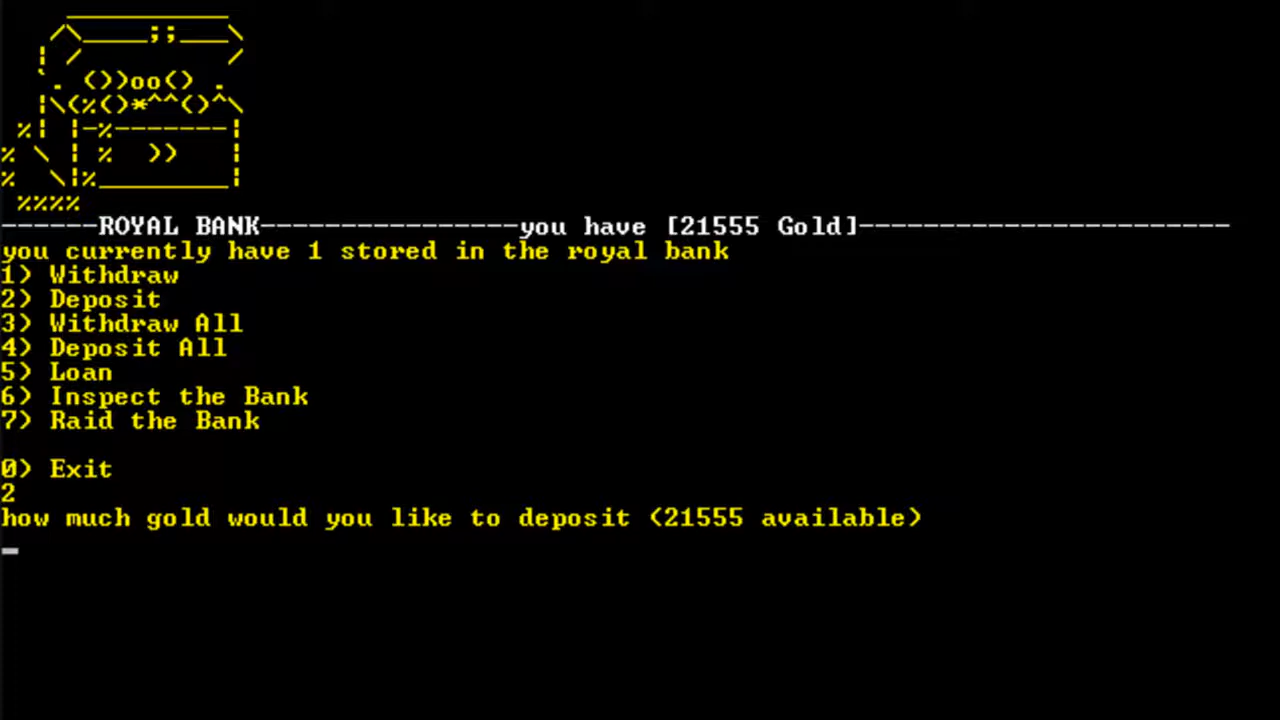 ------ROYAL BANK----------------you have [21555 Gold]-----------------------
you currently have 1 stored in the royal bank
1) Withdraw
2) Deposit
3) Withdraw All
4) Deposit All
5) Loan
6) Inspect the Bank
7) Raid the Bank
0) Exit
2
how much gold would you like to deposit (21555 available)